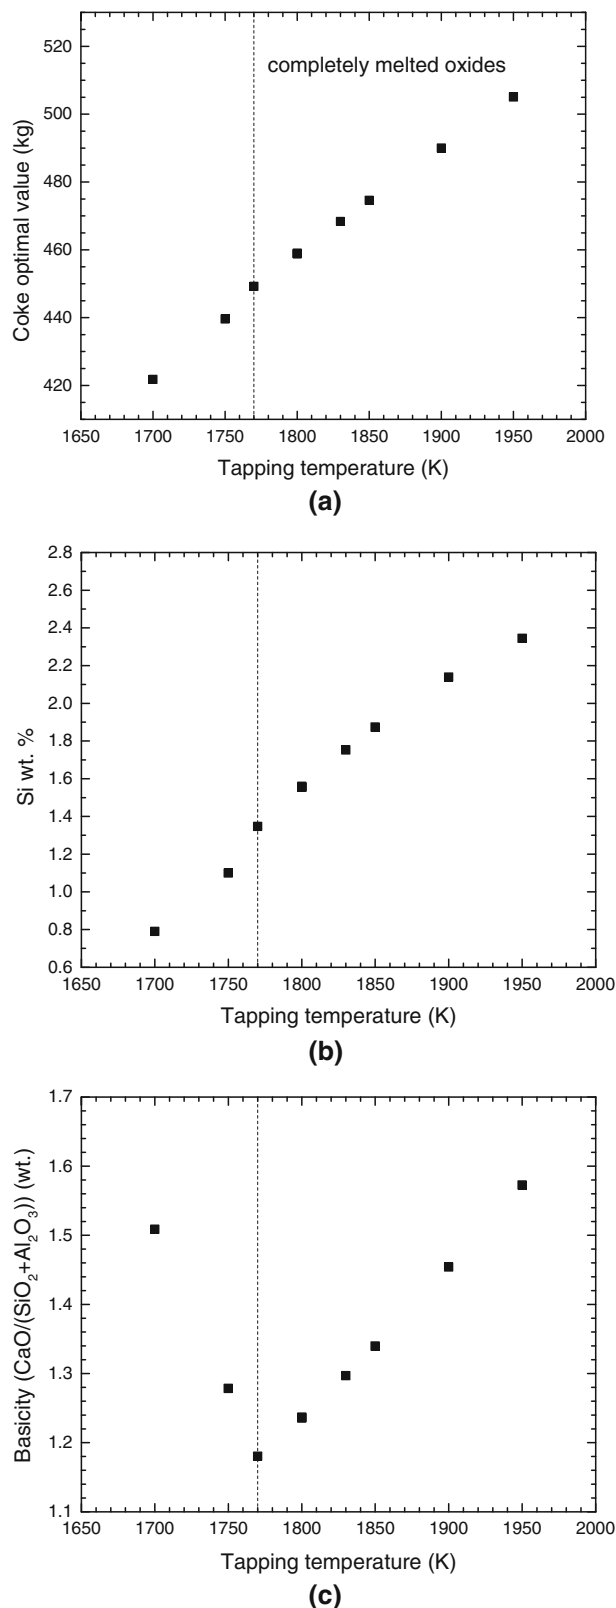 520
500
480
460
440
420
Coke optimal value (kg)
completely melted oxides
1650 1700 1750 1800 1850 1900 1950 2000
Tapping temperature (K)
(a)
2.8
2.6
2.4
2.2
2.0
1.8
1.6
1.4
1.2
1.0
0.8
0.6
Si wt. %
1650 1700 1750 1800 1850 1900 1950 2000
Tapping temperature (K)
(b)
1.7
1.6
1.5
1.4
1.3
1.2
1.1
Basicity (CaO/(SiO₂+Al₂O₃)) (wt.)
1650 1700 1750 1800 1850 1900 1950 2000
Tapping temperature (K)
(c)